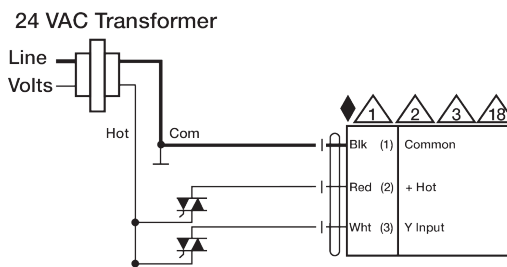 24 VAC Transformer
Line
Volts
Hot
Com
1 2 3 18
Blk (1) Common
Red (2) + Hot
Wht (3) Y Input